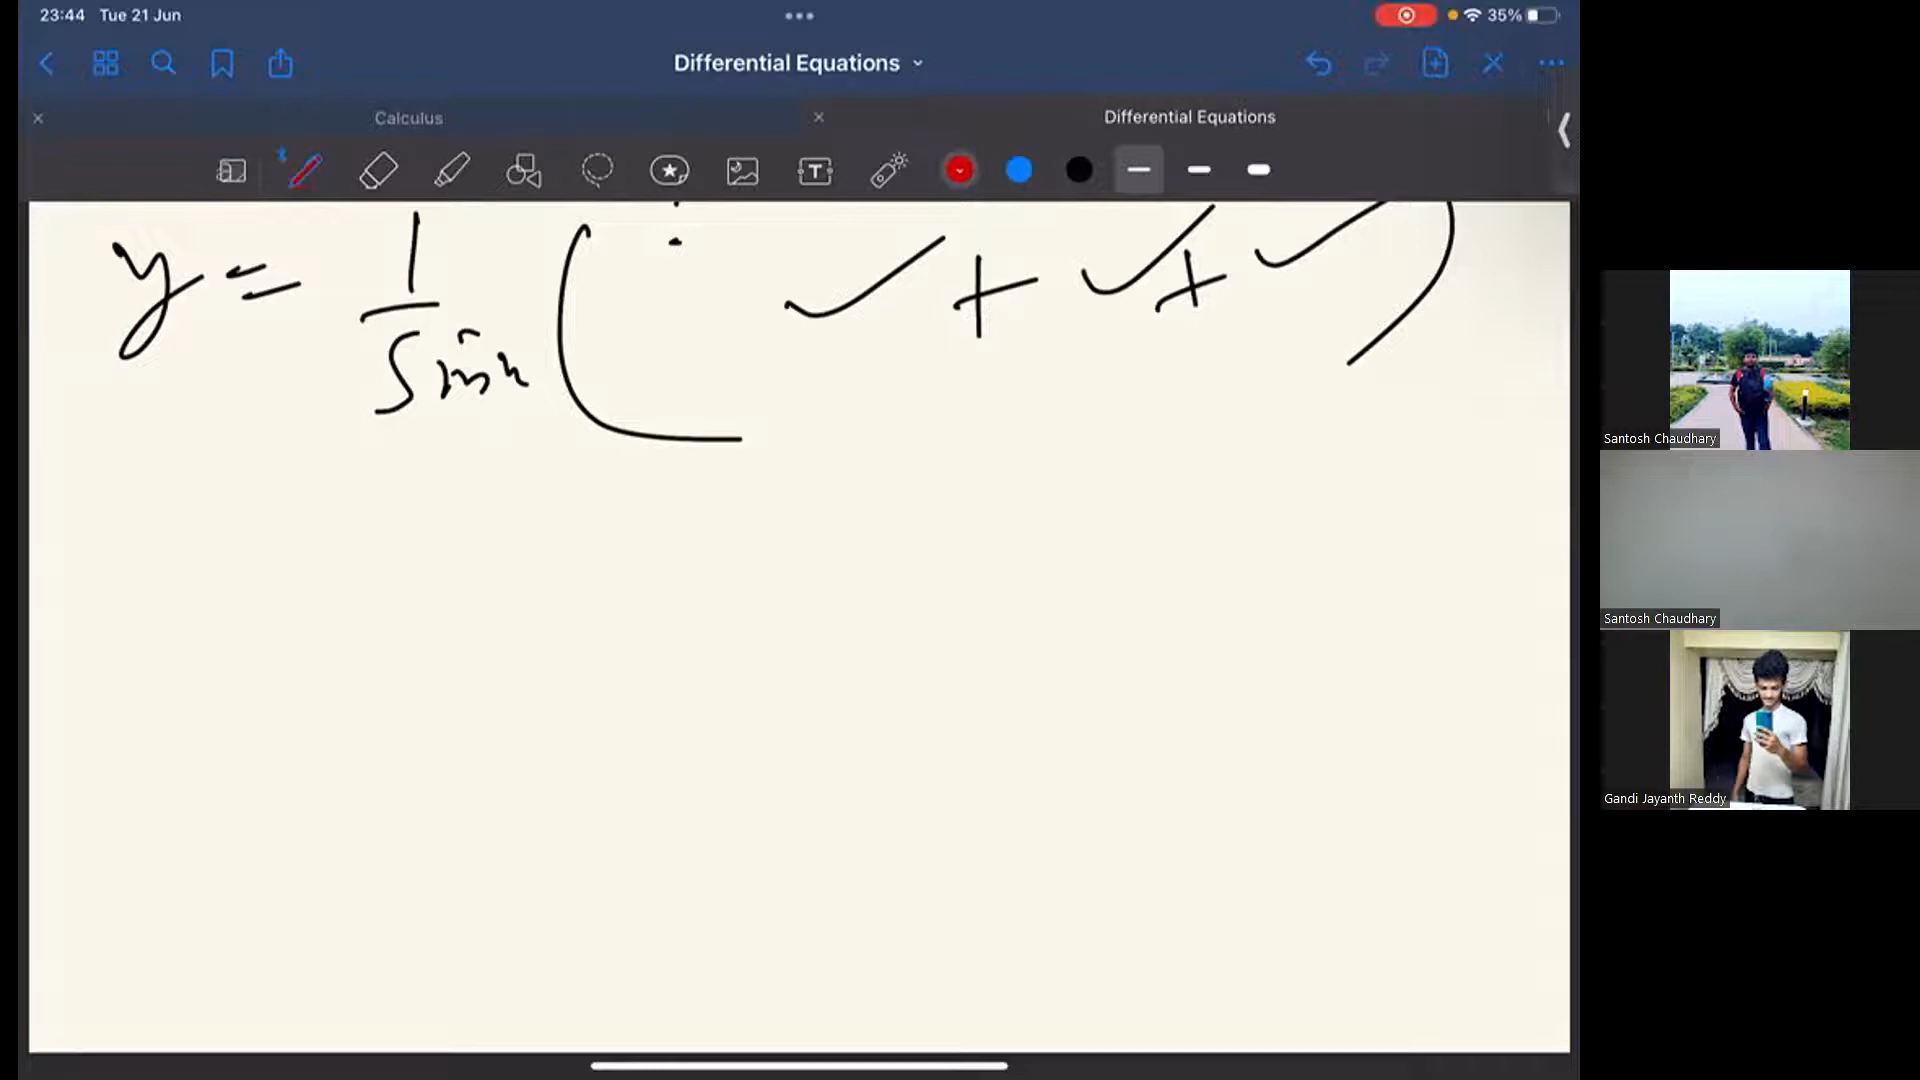 23:44 Tue 21 Jun
35%
Differential Equations
Calculus
Differential Equations
T
y = 1/sin x ( ✓ + ✓ + ✓ )
Santosh Chaudhary
Santosh Chaudhary
Gandi Jayanth Reddy